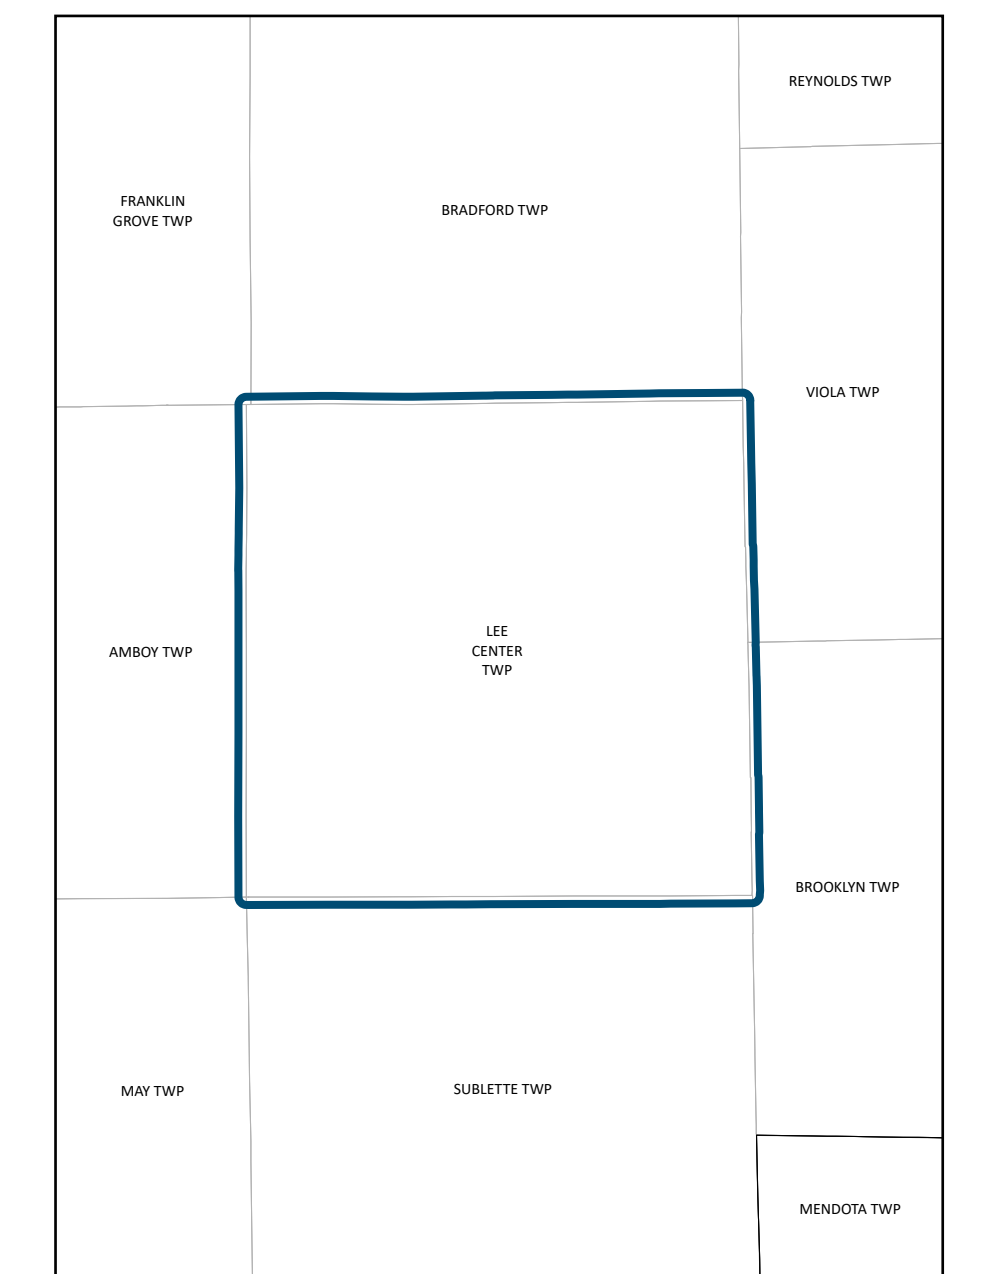 REYNOLDS TWP
FRANKLIN
GROVE TWP
BRADFORD TWP
VIOLA TWP
AMBOY TWP
LEE
CENTER
TWP
BROOKLYN TWP
MAY TWP
SUBLETTE TWP
MENDOTA TWP